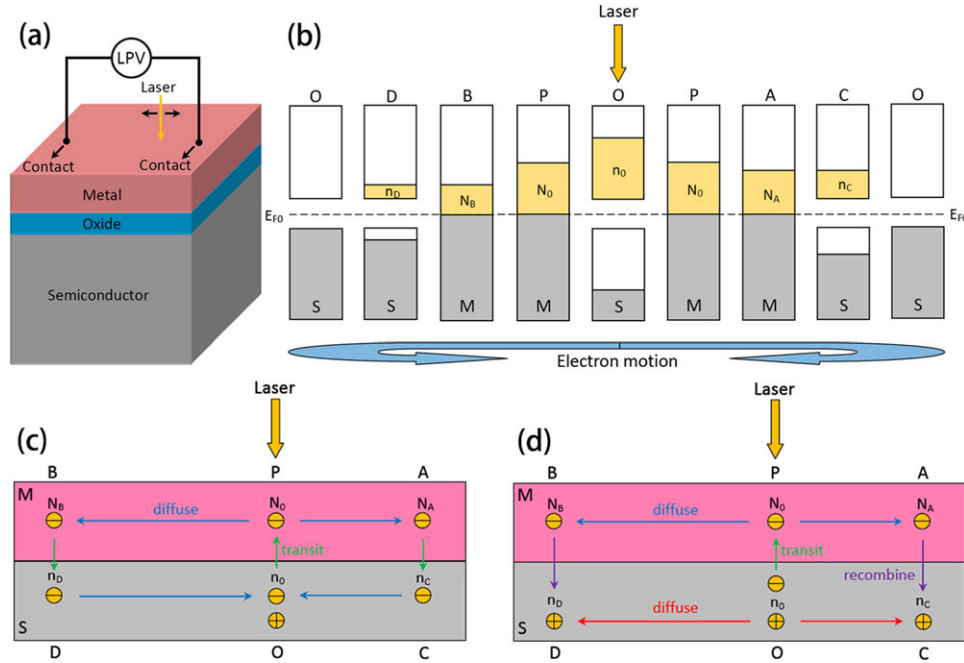 (a)
LPV
Laser
Contact
Contact
Metal
Oxide
Semiconductor
(b)
Laser
O D B P O P A C O
n_D N_B N_0 n_0 N_0 N_A n_C
E_F0 E_F0
S S M M S M M S S
Electron motion
(c)
Laser
B P A
M
N_B N_0 N_A
diffuse
transit
n_D n_0 n_C
S
D O C
(d)
Laser
B P A
M
N_B N_0 N_A
diffuse
transit
recombine
n_D n_0 n_C
diffuse
S
D O C